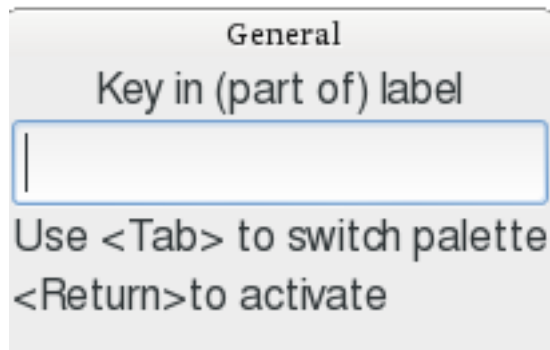 General
Key in (part of) label
Use <Tab> to switch palette
<Return>to activate